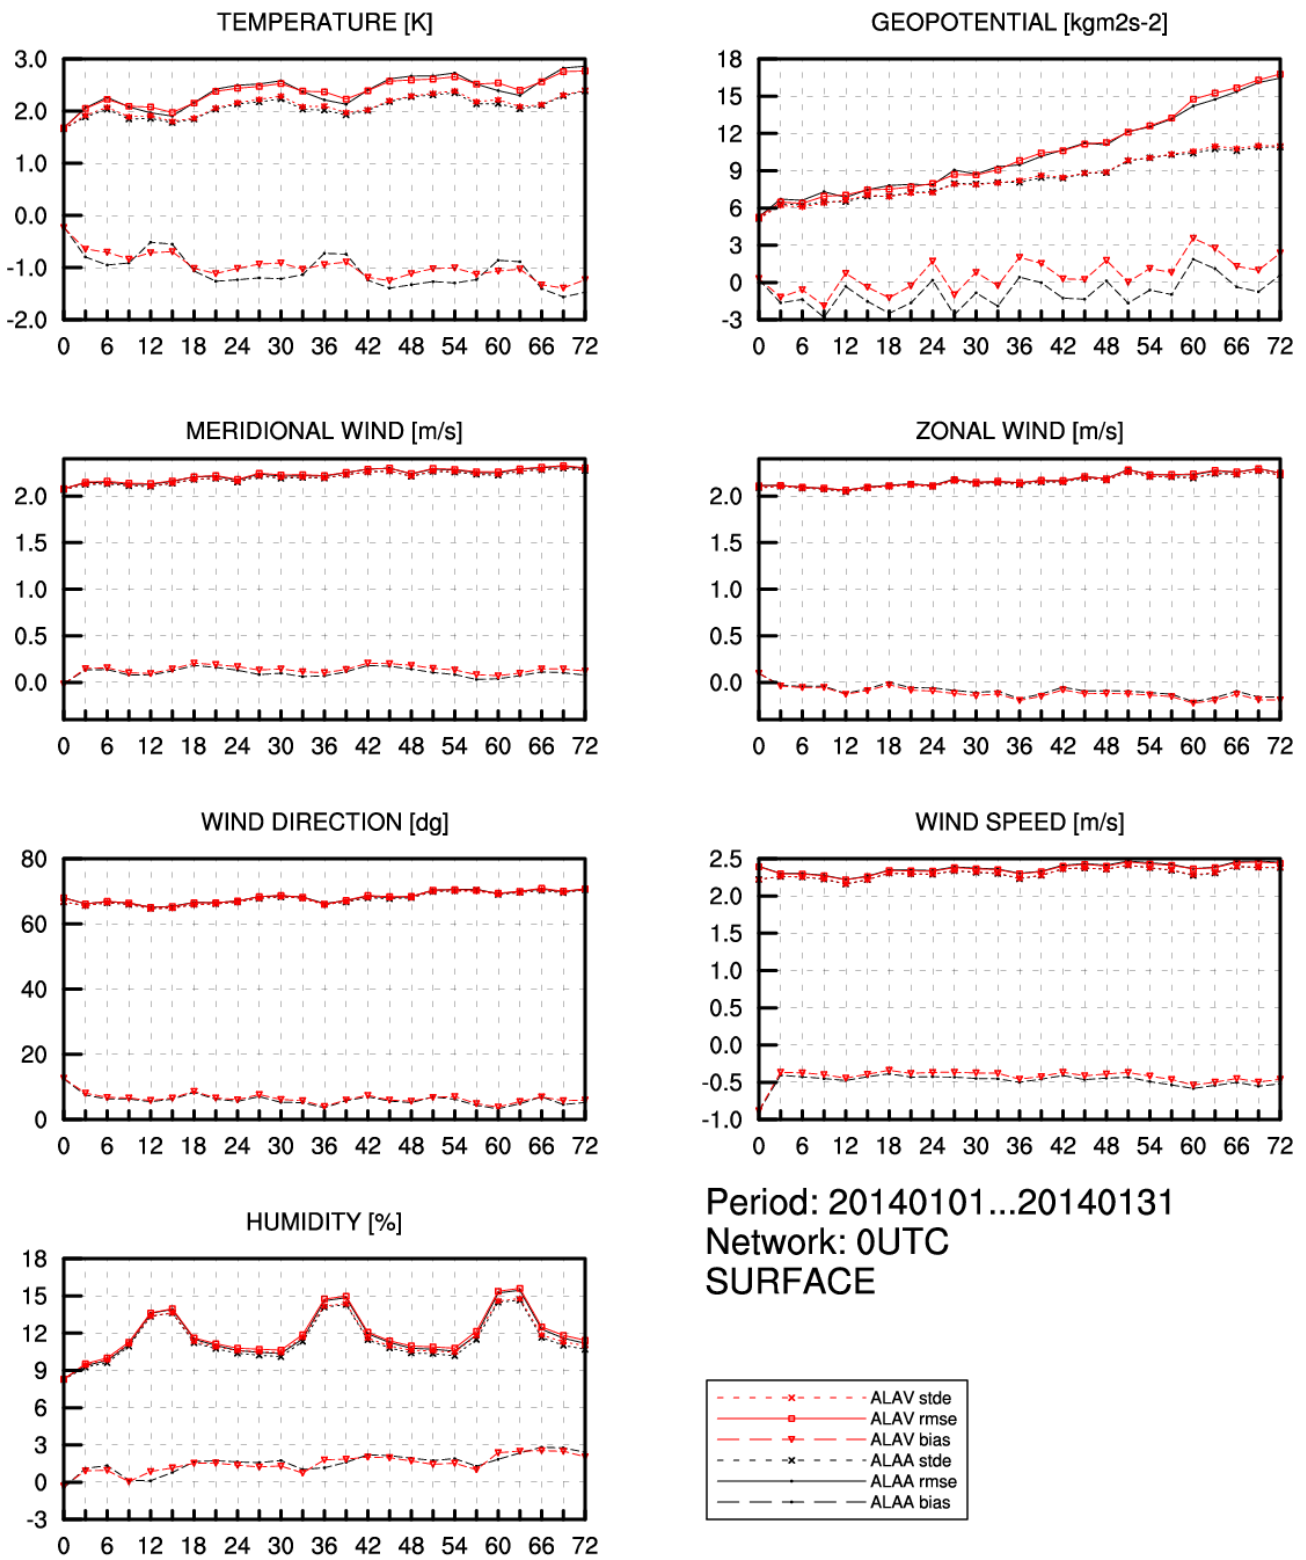 TEMPERATURE [K]
3.0
2.0
1.0
0.0
-1.0
-2.0
0 6 12 18 24 30 36 42 48 54 60 66 72
GEOPOTENTIAL [kgm2s-2]
18
15
12
9
6
3
0
-3
0 6 12 18 24 30 36 42 48 54 60 66 72
MERIDIONAL WIND [m/s]
2.0
1.5
1.0
0.5
0.0
0 6 12 18 24 30 36 42 48 54 60 66 72
ZONAL WIND [m/s]
2.0
1.5
1.0
0.5
0.0
0 6 12 18 24 30 36 42 48 54 60 66 72
WIND DIRECTION [dg]
80
60
40
20
0
0 6 12 18 24 30 36 42 48 54 60 66 72
WIND SPEED [m/s]
2.5
2.0
1.5
1.0
0.0
-0.5
-1.0
0 6 12 18 24 30 36 42 48 54 60 66 72
HUMIDITY [%]
18
15
12
9
6
3
0
-3
0 6 12 18 24 30 36 42 48 54 60 66 72
Period: 20140101...20140131
Network: 0UTC
SURFACE
ALAV stde
ALAV rmse
ALAV bias
ALAA stde
ALAA rmse
ALAA bias